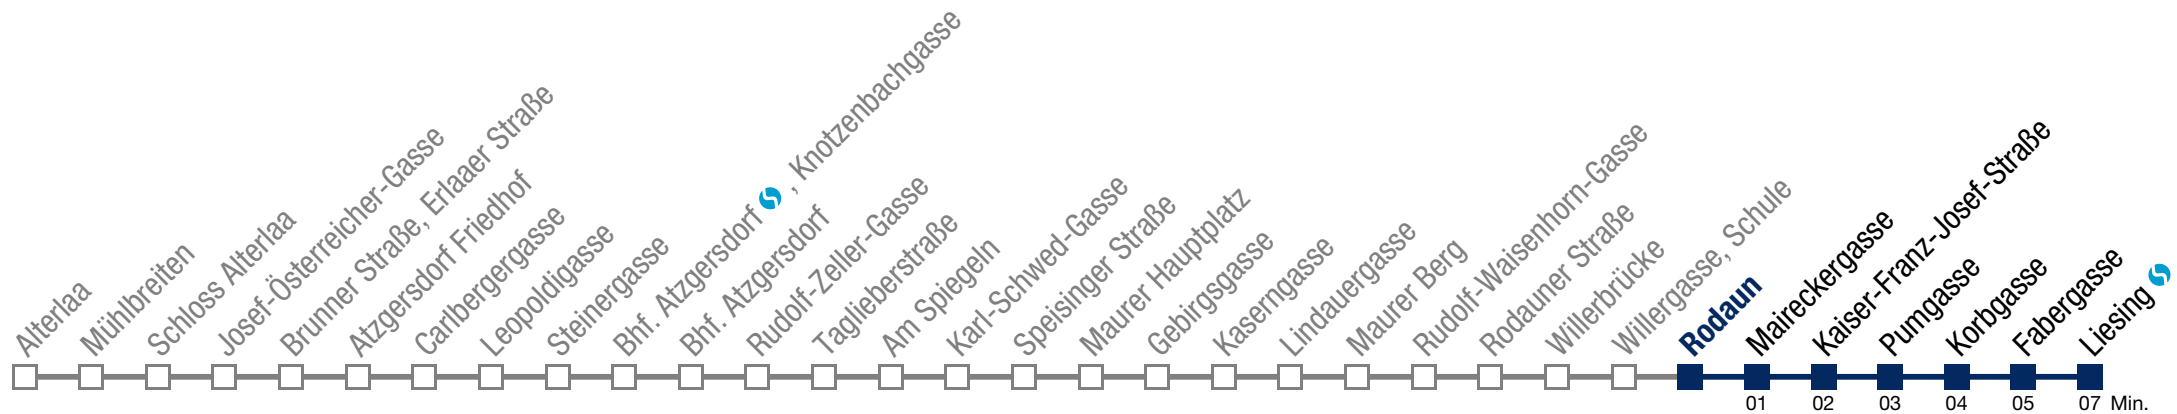 Alterlaa
Mühlbreiten
Schloss Alterlaa
Josef-Österreicher-Gasse
Brunner Straße, Erlaaer Straße
Atzgersdorf Friedhof
Carlbergergasse
Leopoldigasse
Steinergasse
Bhf. Atzgersdorf , Knotzenbachgasse
Bhf. Atzgersdorf
Rudolf-Zeller-Gasse
Taglieberstraße
Am Spiegeln
Karl-Schwed-Gasse
Speisinger Straße
Maurer Hauptplatz
Gebirgsgasse
Kaserngasse
Lindauergasse
Maurer Berg
Rudolf-Waisenhorn-Gasse
Rodauner Straße
Willerbrücke
Willergasse, Schule
Rodaun
Maireckergasse
Kaiser-Franz-Josef-Straße
Pumgasse
Korbgasse
Fabergasse
Liesing
01 02 03 04 05 07 Min.